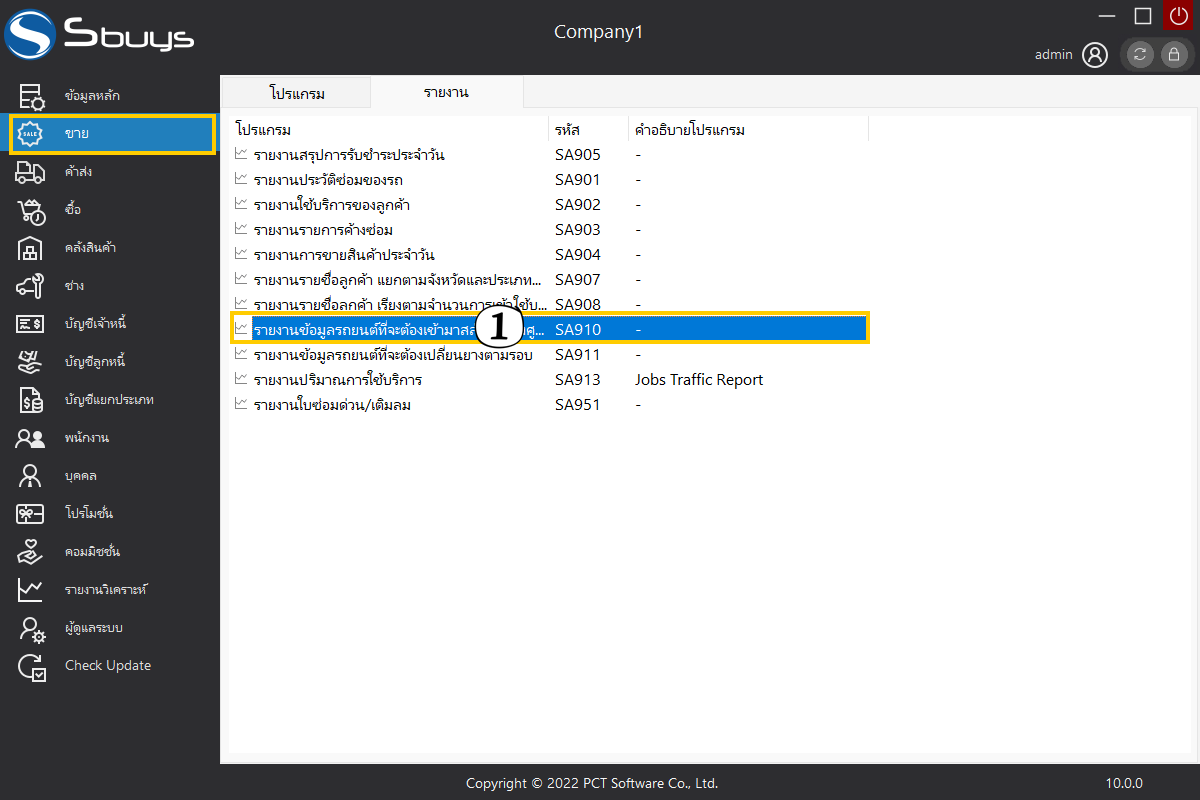 Sbuys
Company1
admin
ข้อมูลหลัก
ขาย
SALE
ค้าส่ง
ซื้อ
คลังสินค้า
ช่าง
บัญชีเจ้าหนี้
บัญชีลูกหนี้
บัญชีแยกประเภท
พนักงาน
บุคคล
โปรโมชั่น
คอมมิชชั่น
รายงานวิเคราะห์
ผู้ดูแลระบบ
Check Update
โปรแกรม รายงาน
โปรแกรม รหัส คำอธิบายโปรแกรม
รายงานสรุปการรับชำระประจำวัน SA905 -
รายงานประวัติซ่อมของรถ SA901 -
รายงานใช้บริการของลูกค้า SA902 -
รายงานรายการค้างซ่อม SA903 -
รายงานการขายสินค้าประจำวัน SA904 -
รายงานรายชื่อลูกค้า แยกตามจังหวัดและประเภท... SA907 -
รายงานรายชื่อลูกค้า เรียงตามจำนวนการเข้าใช้บ... SA908 -
รายงานข้อมูลรถยนต์ที่จะต้องเข้ามา 1 SA910 -
รายงานข้อมูลรถยนต์ที่จะต้องเปลี่ยนยางตามรอบ SA911 -
รายงานปริมาณการใช้บริการ SA913 Jobs Traffic Report
รายงานใบซ่อมด่วน/เติมลม SA951 -
Copyright © 2022 PCT Software Co., Ltd.
10.0.0